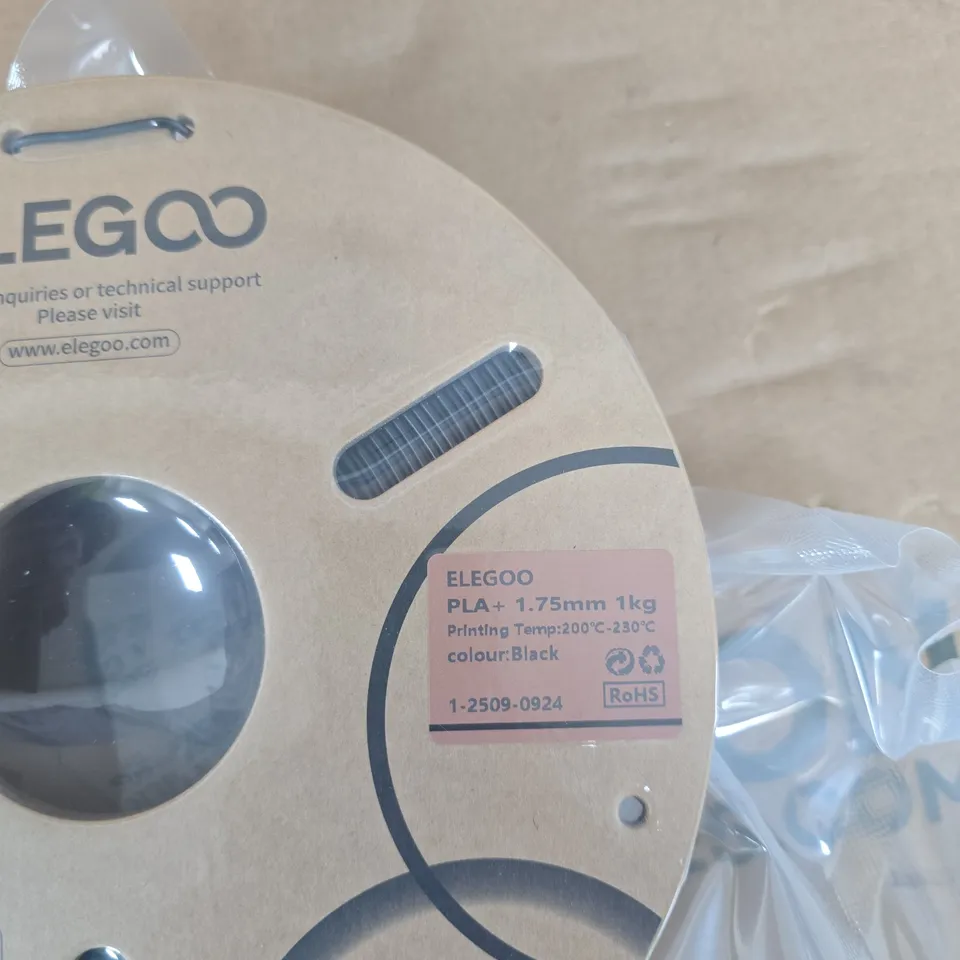 LEGOO
nquiries or technical support
Please visit
www.elegoo.com
ELEGOO
PLA+ 1.75mm 1kg
Printing Temp:200℃-230℃
colour:Black
1-2509-0924
RoHS